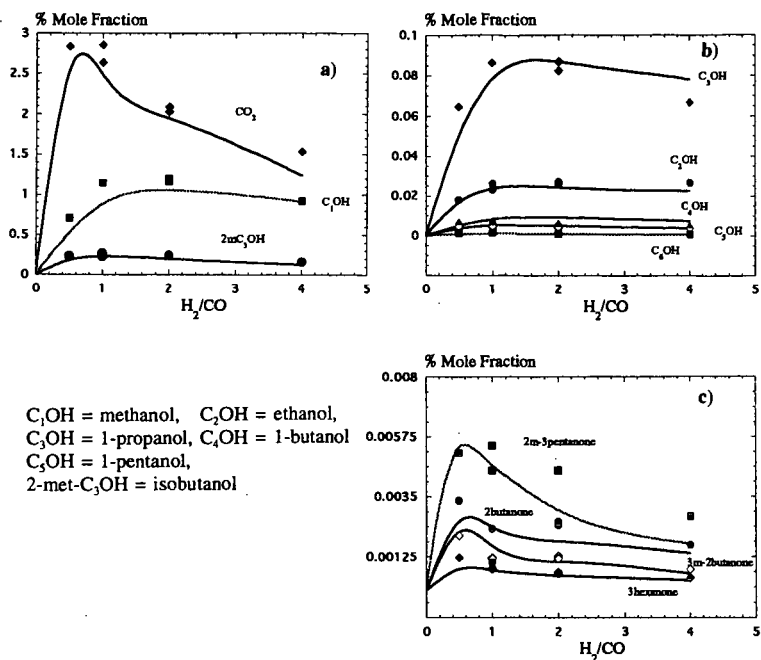 % Mole Fraction
3
2.5
2
1.5
1
0.5
0
a)
CO2
C1OH
2mC3OH
0 1 2 3 4 5
H2/CO
% Mole Fraction
0.1
0.08
0.06
0.04
0.02
0
b)
C3OH
C2OH
C4OH
C5OH
C6OH
0 1 2 3 4 5
H2/CO
C1OH = methanol, C2OH = ethanol,
C3OH = 1-propanol, C4OH = 1-butanol
C5OH = 1-pentanol,
2-met-C3OH = isobutanol
% Mole Fraction
0.008
0.00575
0.0035
0.00125
c)
2m-3pentanone
2butanone
3m-2butanone
3hexanone
0 1 2 3 4 5
H2/CO